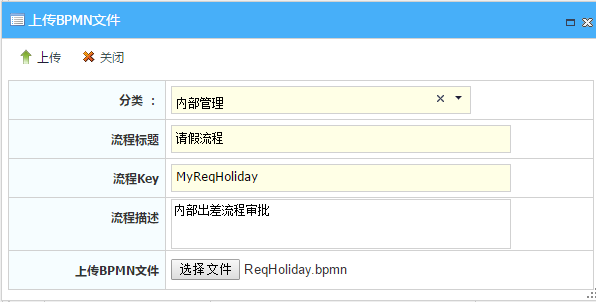 上传BPMN文件
上传 关闭
分类 : 内部管理
流程标题 请假流程
流程Key MyReqHoliday
流程描述 内部出差流程审批
上传BPMN文件 选择文件 ReqHoliday.bpmn